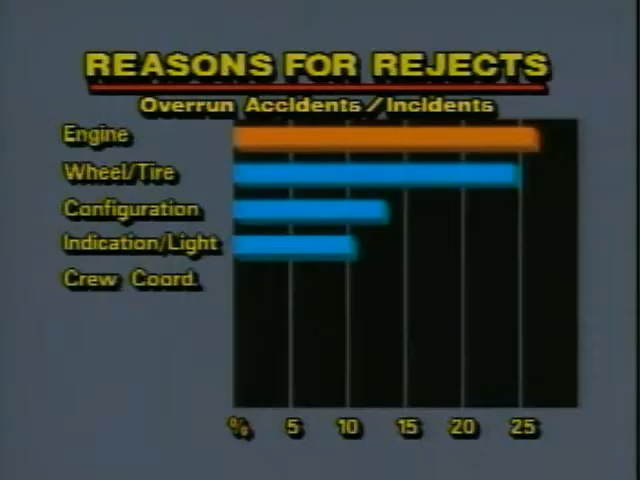 REASONS FOR REJECTS
Overrun Accidents/Incidents
Engine
Wheel/Tire
Configuration
Indication/Light
Crew Coord.
% 5 10 15 20 25